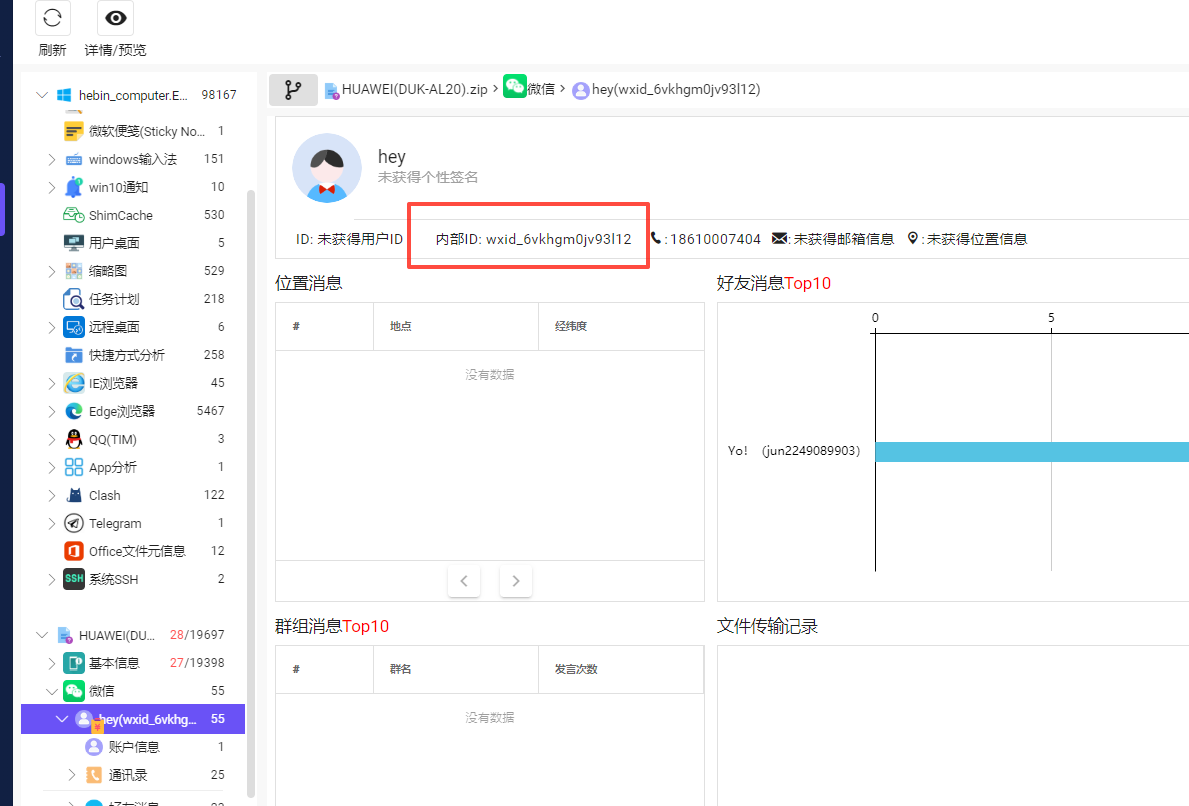 刷新
详情/预览
hebin_computer.E... 98167
微软便笺(Sticky No... 1
windows输入法 151
win10通知 10
ShimCache 530
用户桌面 5
缩略图 529
任务计划 218
远程桌面 6
快捷方式分析 258
IE浏览器 45
Edge浏览器 5467
QQ(TIM) 3
App分析 1
Clash 122
Telegram 1
Office文件元信息 12
SSH 系统SSH 2
HUAWEI(DU... 28/19697
基本信息 27/19398
微信 55
hey(wxid_6vkhg... 55
账户信息 1
通讯录 25
HUAWEI(DUK-AL20).zip > 微信 > hey(wxid_6vkhgm0jv93l12)
hey
未获得个性签名
ID: 未获得用户ID 内部ID: wxid_6vkhgm0jv93l12 : 18610007404 : 未获得邮箱信息 : 未获得位置信息
位置消息
# 地点 经纬度
没有数据
好友消息Top10
0 5
Yo! (jun2249089903)
群组消息Top10
# 群名 发言次数
没有数据
文件传输记录